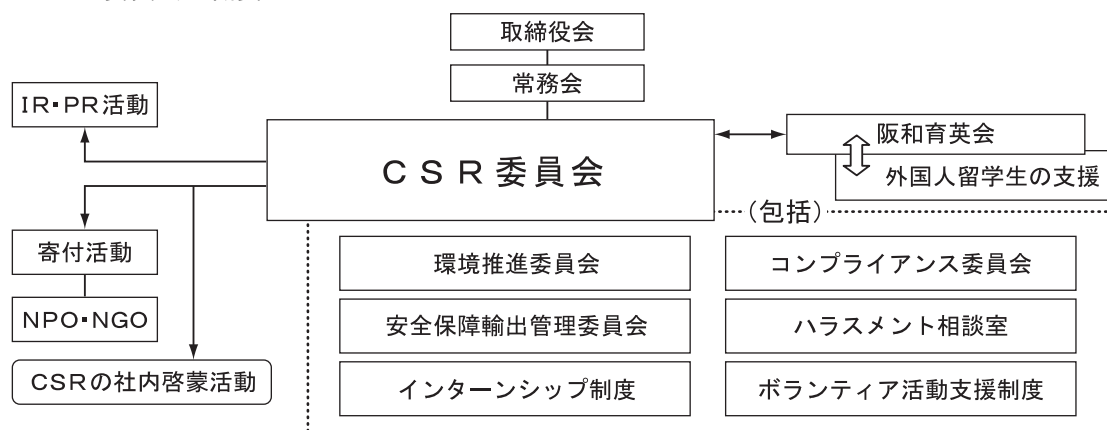 取締役会
常務会
IR・PR活動
CSR委員会
阪和育英会
外国人留学生の支援
(包括)
寄付活動
NPO・NGO
CSRの社内啓蒙活動
環境推進委員会
コンプライアンス委員会
安全保障輸出管理委員会
ハラスメント相談室
インターンシップ制度
ボランティア活動支援制度